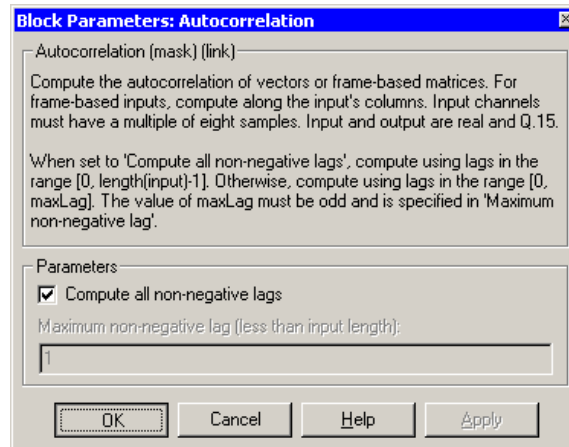 Block Parameters: Autocorrelation
Autocorrelation (mask) (link)
Compute the autocorrelation of vectors or frame-based matrices. For
frame-based inputs, compute along the input's columns. Input channels
must have a multiple of eight samples. Input and output are real and Q.15.
When set to 'Compute all non-negative lags', compute using lags in the
range [0, length(input)-1]. Otherwise, compute using lags in the range [0,
maxLag]. The value of maxLag must be odd and is specified in 'Maximum
non-negative lag'.
Parameters
Compute all non-negative lags
Maximum non-negative lag (less than input length):
1
OK Cancel Help Apply